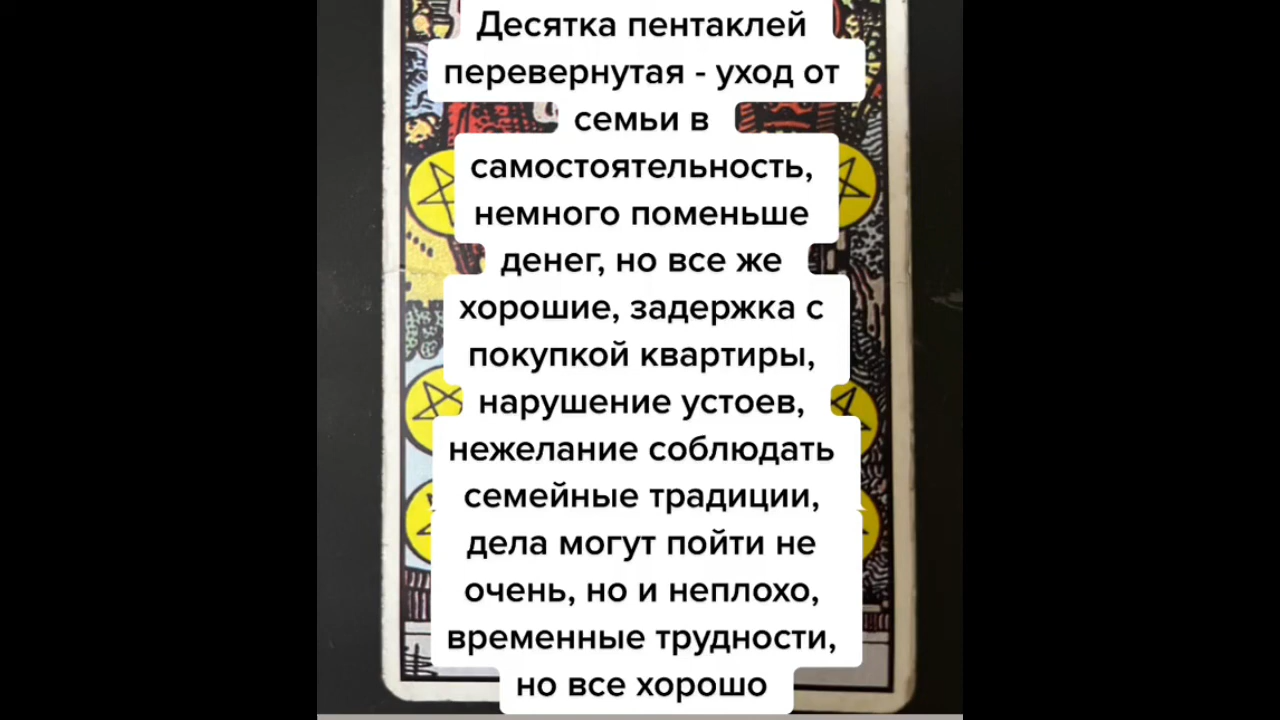 Десятка пентаклей
перевернутая - уход от
семьи в
самостоятельность,
немного поменьше
денег, но все же
хорошие, задержка с
покупкой квартиры,
нарушение устоев,
нежелание соблюдать
семейные традиции,
дела могут пойти не
очень, но и неплохо,
временные трудности,
но все хорошо